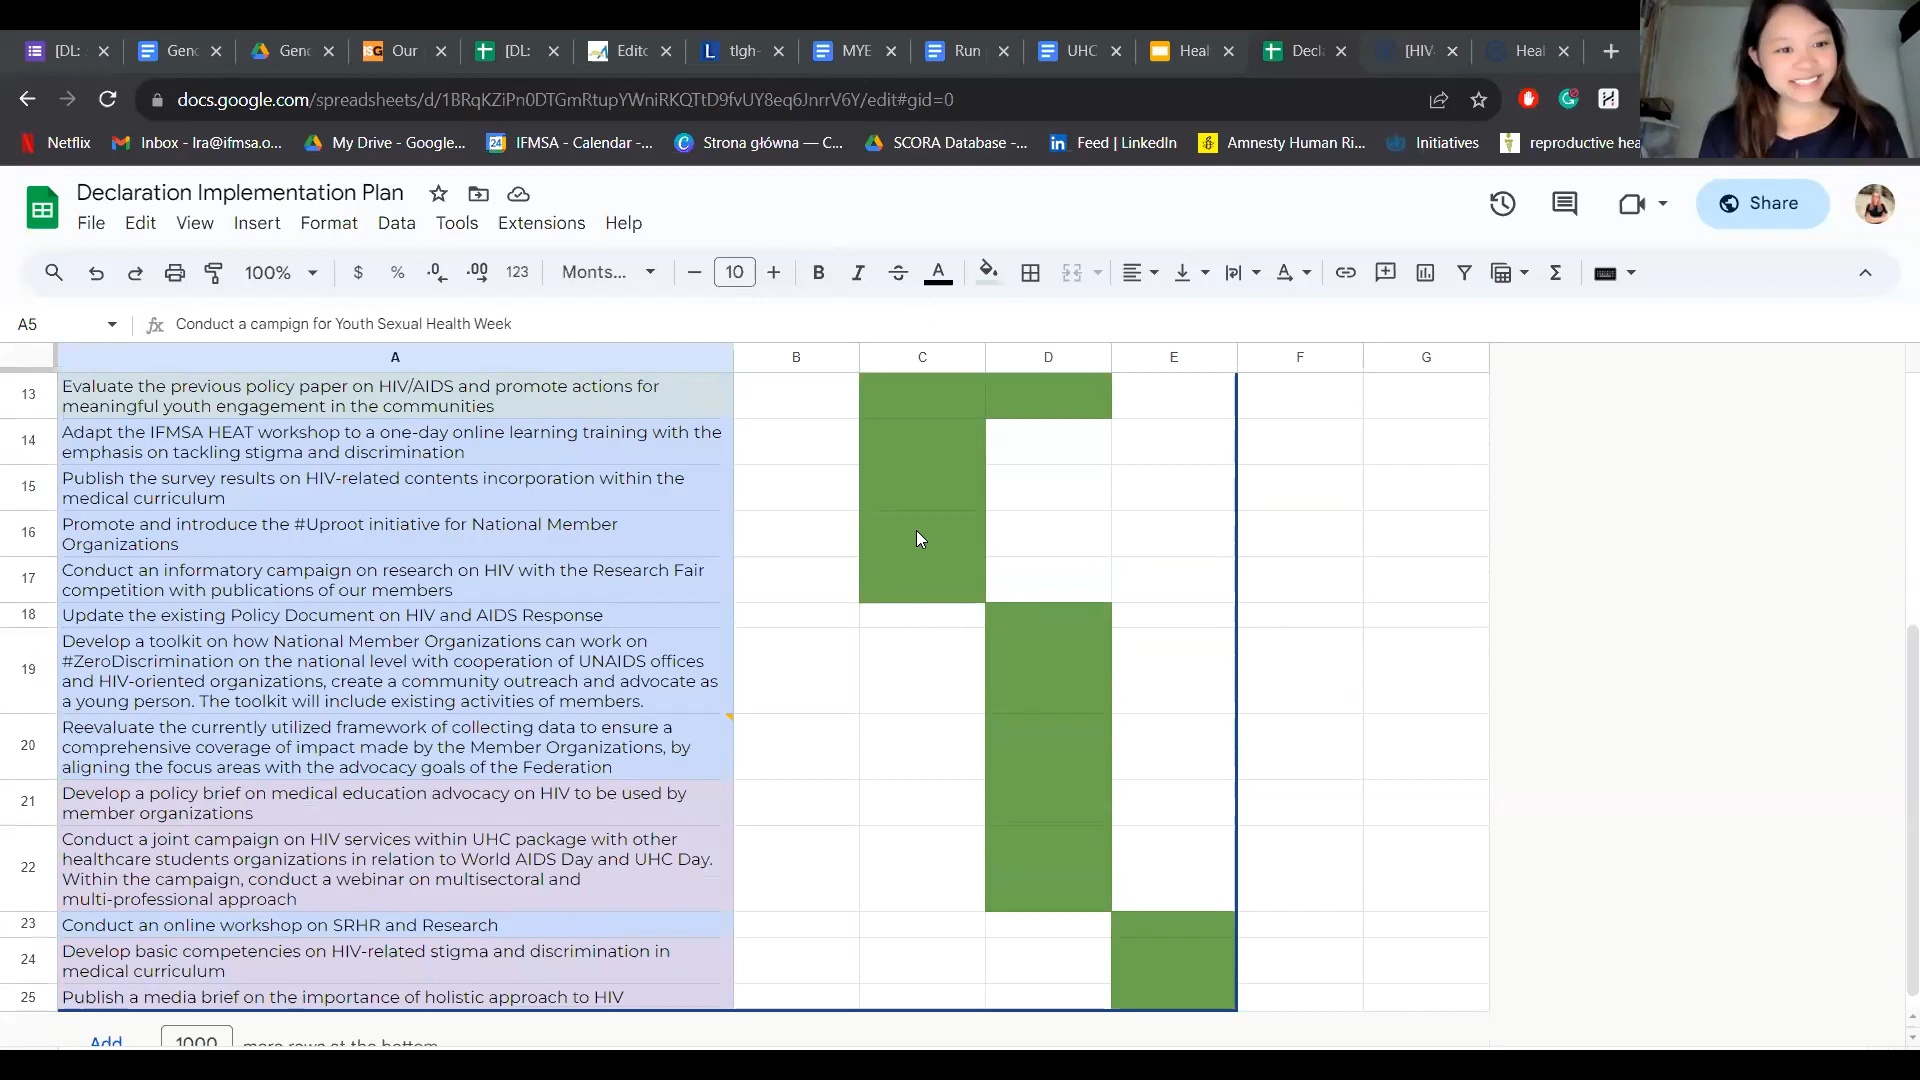 [DL: Genc Genc Our [DL: Edito tlgh- MYE Run UHC Heal Decl [HIV Heal
docs.google.com/spreadsheets/d/1BRqKZiPn0DTGmRtupYWniRKQTtD9fvUY8eq6JnrrV6Y/edit#gid=0
Netflix Inbox - lra@ifmsa.o... My Drive - Google... IFMSA - Calendar -... Strona główna — C... SCORA Database -... Feed | LinkedIn Amnesty Human Ri... Initiatives reproductive hea
Declaration Implementation Plan
File Edit View Insert Format Data Tools Extensions Help
Share
100% $ % .0 .00 123 Monts... 10 B I A
A5 fx Conduct a campign for Youth Sexual Health Week
A B C D E F G
13 Evaluate the previous policy paper on HIV/AIDS and promote actions for
meaningful youth engagement in the communities
14 Adapt the IFMSA HEAT workshop to a one-day online learning training with the
emphasis on tackling stigma and discrimination
15 Publish the survey results on HIV-related contents incorporation within the
medical curriculum
16 Promote and introduce the #Uproot initiative for National Member
Organizations
17 Conduct an informatory campaign on research on HIV with the Research Fair
competition with publications of our members
18 Update the existing Policy Document on HIV and AIDS Response
19 Develop a toolkit on how National Member Organizations can work on
#ZeroDiscrimination on the national level with cooperation of UNAIDS offices
and HIV-oriented organizations, create a community outreach and advocate as
a young person. The toolkit will include existing activities of members.
20 Reevaluate the currently utilized framework of collecting data to ensure a
comprehensive coverage of impact made by the Member Organizations, by
aligning the focus areas with the advocacy goals of the Federation
21 Develop a policy brief on medical education advocacy on HIV to be used by
member organizations
22 Conduct a joint campaign on HIV services within UHC package with other
healthcare students organizations in relation to World AIDS Day and UHC Day.
Within the campaign, conduct a webinar on multisectoral and
multi-professional approach
23 Conduct an online workshop on SRHR and Research
24 Develop basic competencies on HIV-related stigma and discrimination in
medical curriculum
25 Publish a media brief on the importance of holistic approach to HIV
Add 1000 more rows at the bottom